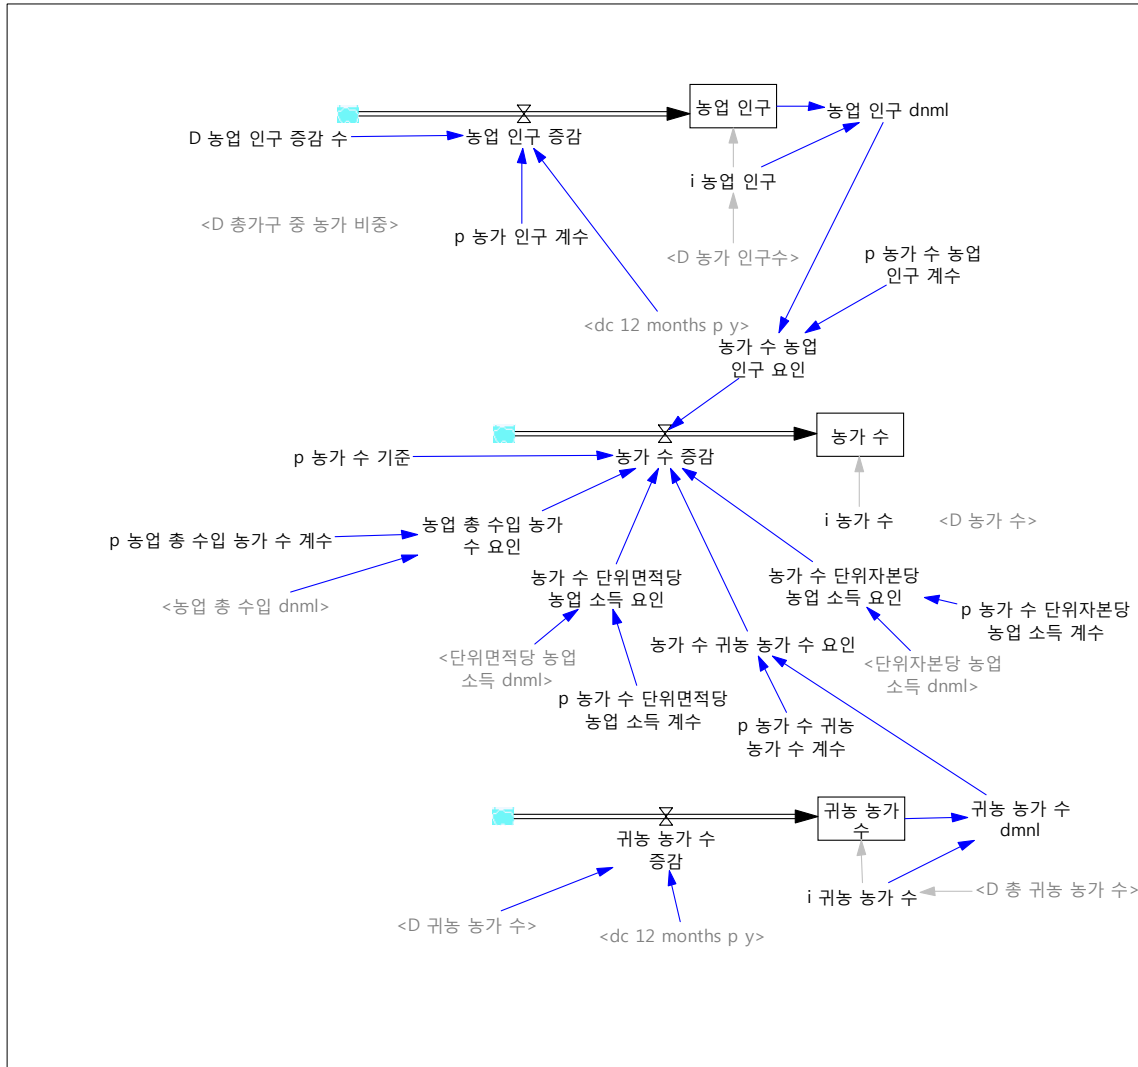 농업 인구
농업 인구 dnml
D 농업 인구 증감 수
농업 인구 증감
i 농업 인구
<D 총가구 중 농가 비중>
p 농가 인구 계수
<D 농가 인구수>
p 농가 수 농업
인구 계수
<dc 12 months p y>
농가 수 농업
인구 요인
농가 수
p 농가 수 기준
농가 수 증감
i 농가 수
<D 농가 수>
농업 총 수입 농가
수 요인
p 농업 총 수입 농가 수 계수
<농업 총 수입 dnml>
농가 수 단위면적당
농업 소득 요인
농가 수 단위자본당
농업 소득 요인
p 농가 수 단위자본당
농업 소득 계수
농가 수 귀농 농가 수 요인
<단위면적당 농업
소득 dnml>
<단위자본당 농업
소득 dnml>
p 농가 수 단위면적당
농업 소득 계수
p 농가 수 귀농
농가 수 계수
귀농 농가
수
귀농 농가 수
dmnl
귀농 농가 수
증감
i 귀농 농가 수
<D 총 귀농 농가 수>
<D 귀농 농가 수>
<dc 12 months p y>